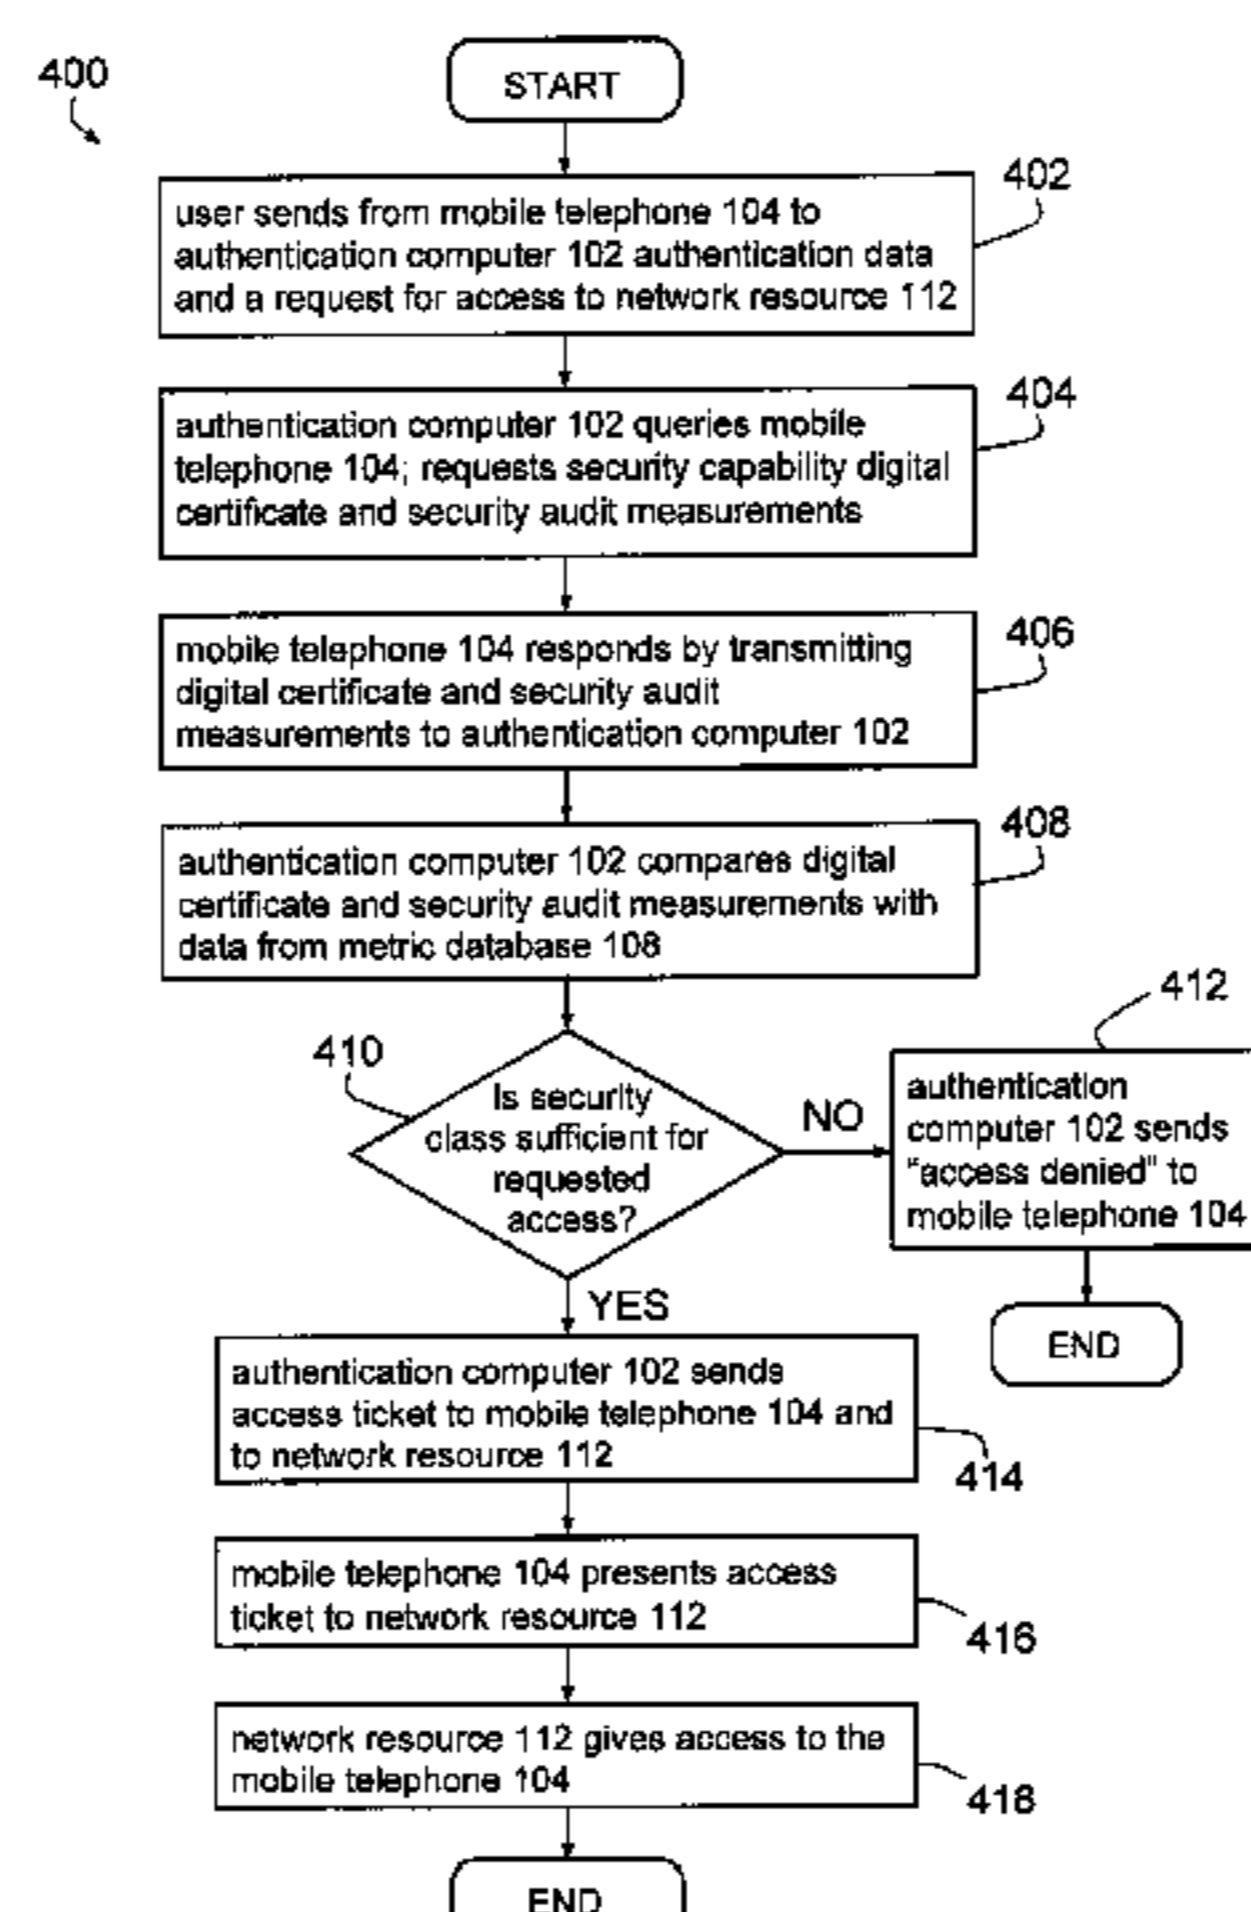 400
START
402
user sends from mobile telephone 104 to
authentication computer 102 authentication data
and a request for access to network resource 112
404
authentication computer 102 queries mobile
telephone 104; requests security capability digital
certificate and security audit measurements
406
mobile telephone 104 responds by transmitting
digital certificate and security audit
measurements to authentication computer 102
408
authentication computer 102 compares digital
certificate and security audit measurements with
data from metric database 108
410
Is security
class sufficient for
requested
access?
NO
412
authentication
computer 102 sends
"access denied" to
mobile telephone 104
END
YES
authentication computer 102 sends
access ticket to mobile telephone 104 and
to network resource 112
414
mobile telephone 104 presents access
ticket to network resource 112
416
network resource 112 gives access to the
mobile telephone 104
418
END